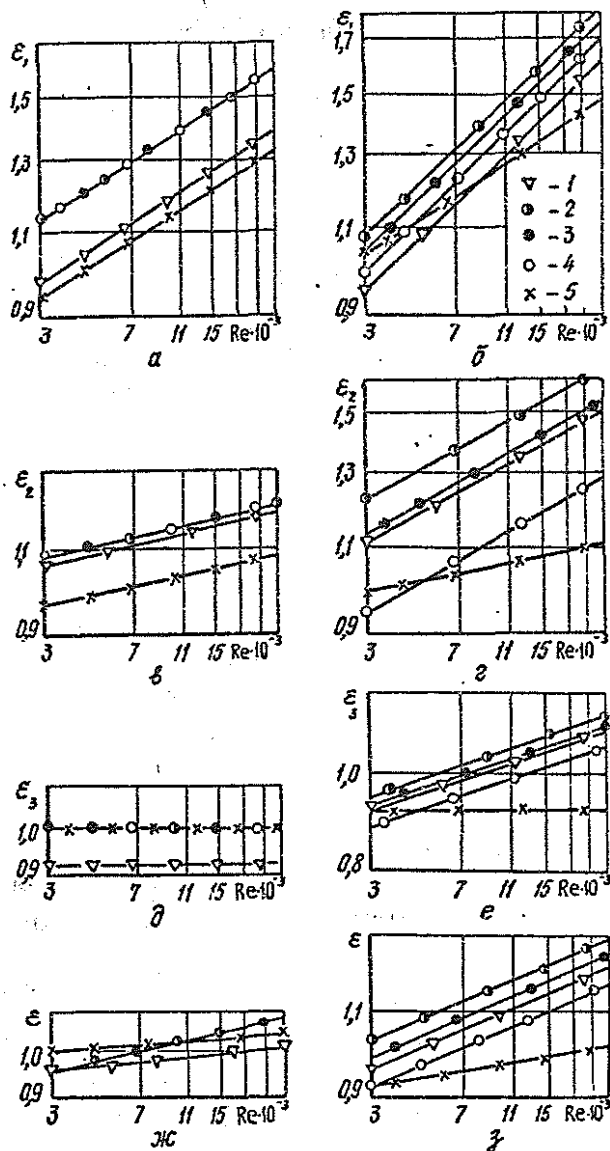 ε₁
1,5
1,3
1,1
0,9
3 7 11 15 Re·10⁻³
а
ε₁
1,7
1,5
1,3
1,1
0,9
▽ – 1
◑ – 2
● – 3
○ – 4
× – 5
3 7 11 15 Re·10⁻³
б
ε₂
1,1
0,9
3 7 11 15 Re·10⁻³
в
ε₂
1,5
1,3
1,1
0,9
3 7 11 15 Re·10⁻³
г
ε₃
1,0
0,9
3 7 11 15 Re·10⁻³
д
ε₃
1,0
0,8
3 7 11 15 Re·10⁻³
е
ε
1,0
0,9
3 7 11 15 Re·10⁻³
ж
ε
1,1
0,9
3 7 11 15 Re·10⁻³
з